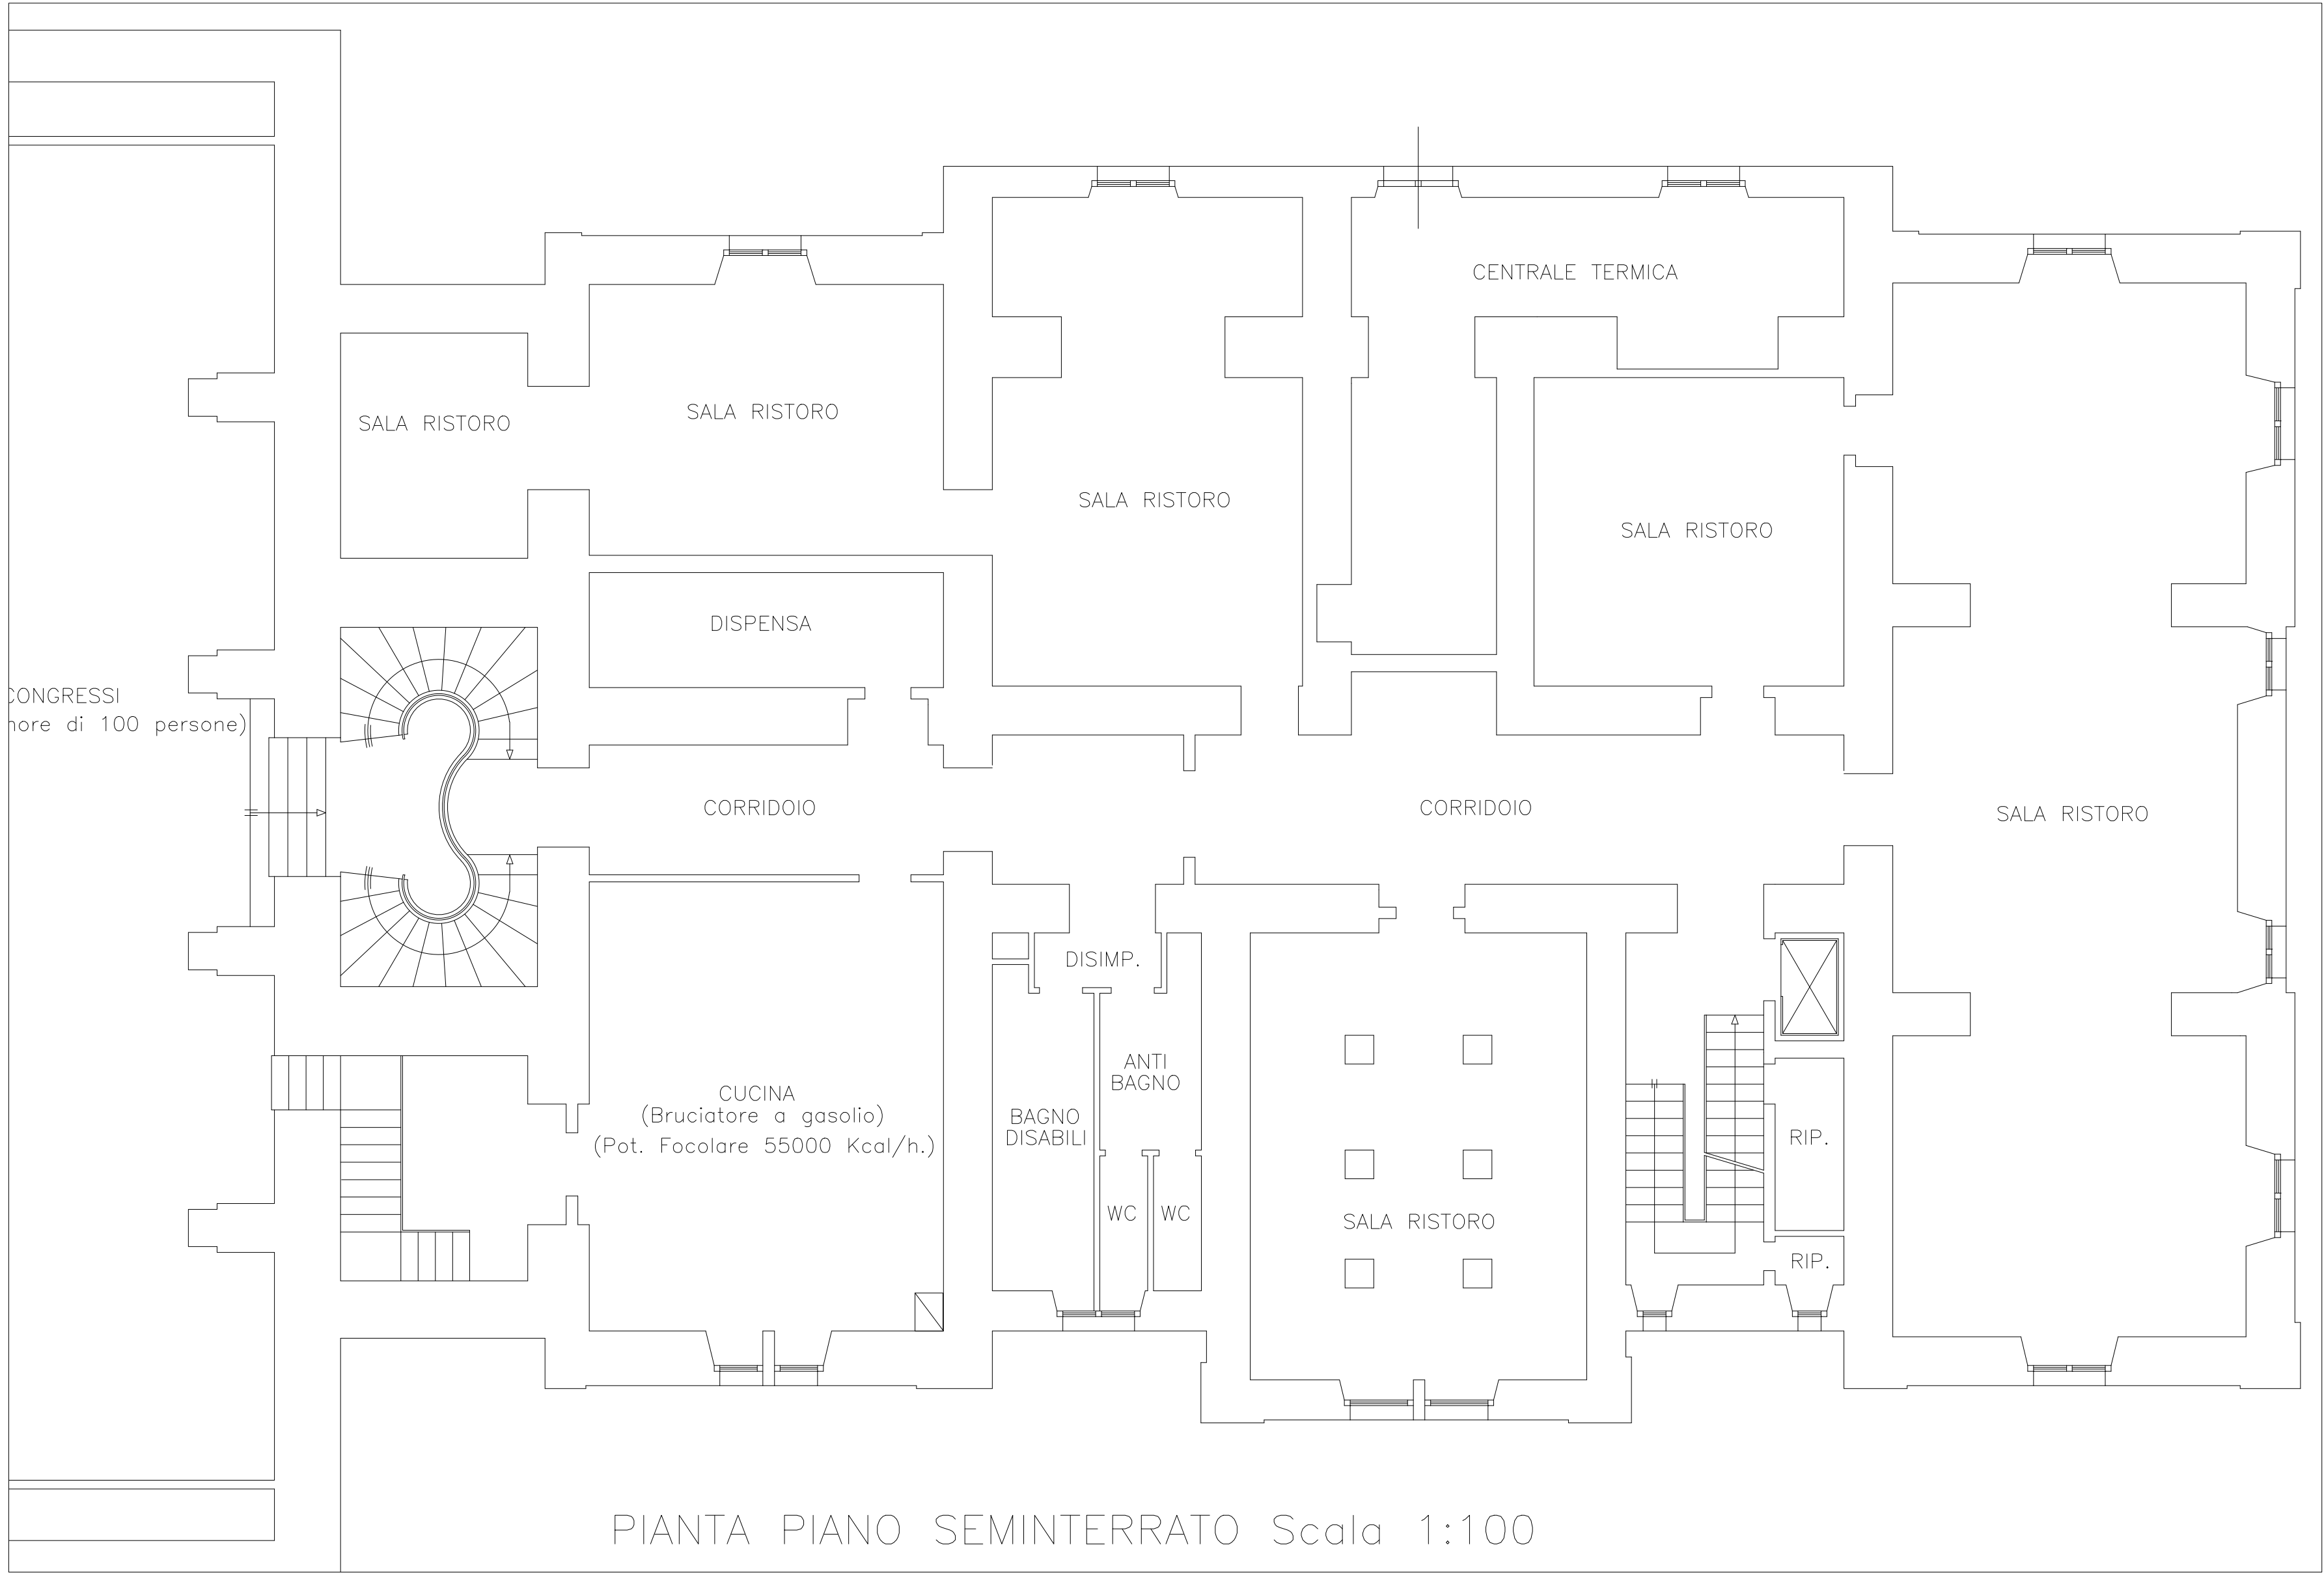 CENTRALE TERMICA
SALA RISTORO
SALA RISTORO
SALA RISTORO
SALA RISTORO
DISPENSA
CONGRESSI
di 100 persone)
CORRIDOIO
CORRIDOIO
SALA RISTORO
DISIMP.
ANTI
BAGNO
CUCINA
(Bruciatore a gasolio)
(Pot. Focolare 55000 Kcal/h.)
BAGNO
DISABILI
RIP.
WC
WC
SALA RISTORO
RIP.
PIANTA PIANO SEMINTERRATO Scala 1:100